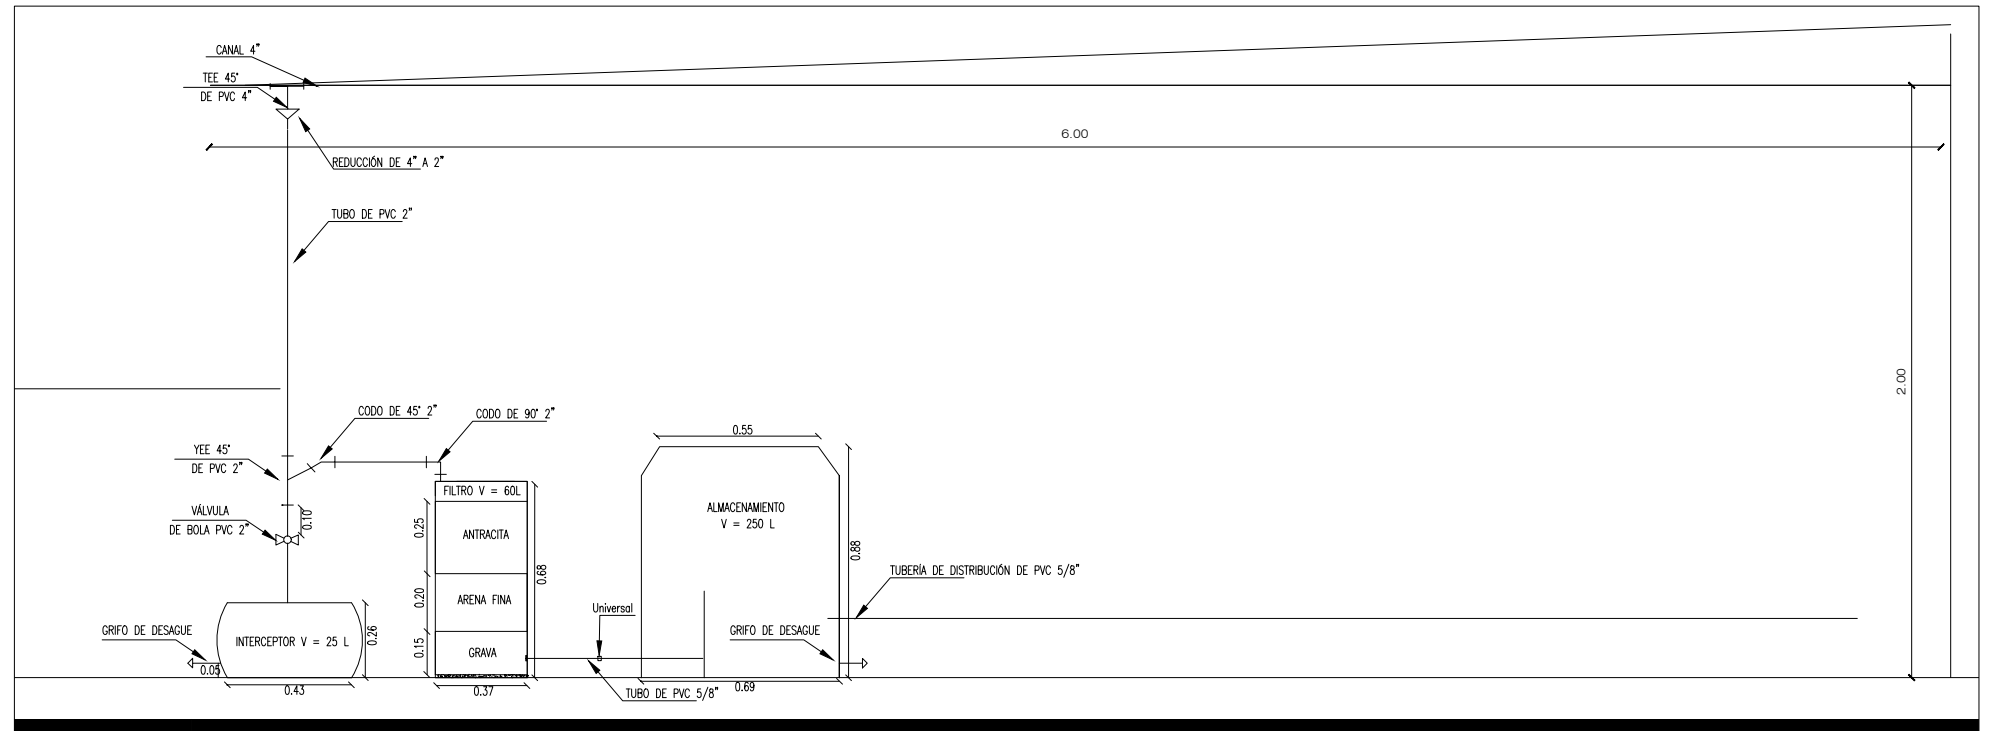 CANAL 4"
TEE 45°
DE PVC 4"
6.00
REDUCCIÓN DE 4" A 2"
TUBO DE PVC 2"
2.00
CODO DE 45° 2"
CODO DE 90° 2"
0.55
YEE 45°
DE PVC 2"
FILTRO V = 60L
VÁLVULA
DE BOLA PVC 2"
0.10
0.25
ANTRACITA
0.68
ALMACENAMIENTO
V = 250 L
0.88
TUBERÍA DE DISTRIBUCIÓN DE PVC 5/8"
0.20
ARENA FINA
Universal
GRIFO DE DESAGUE
INTERCEPTOR V = 25 L
0.26
0.15
GRAVA
GRIFO DE DESAGUE
0.05
0.43
0.37
TUBO DE PVC 5/8"
0.69